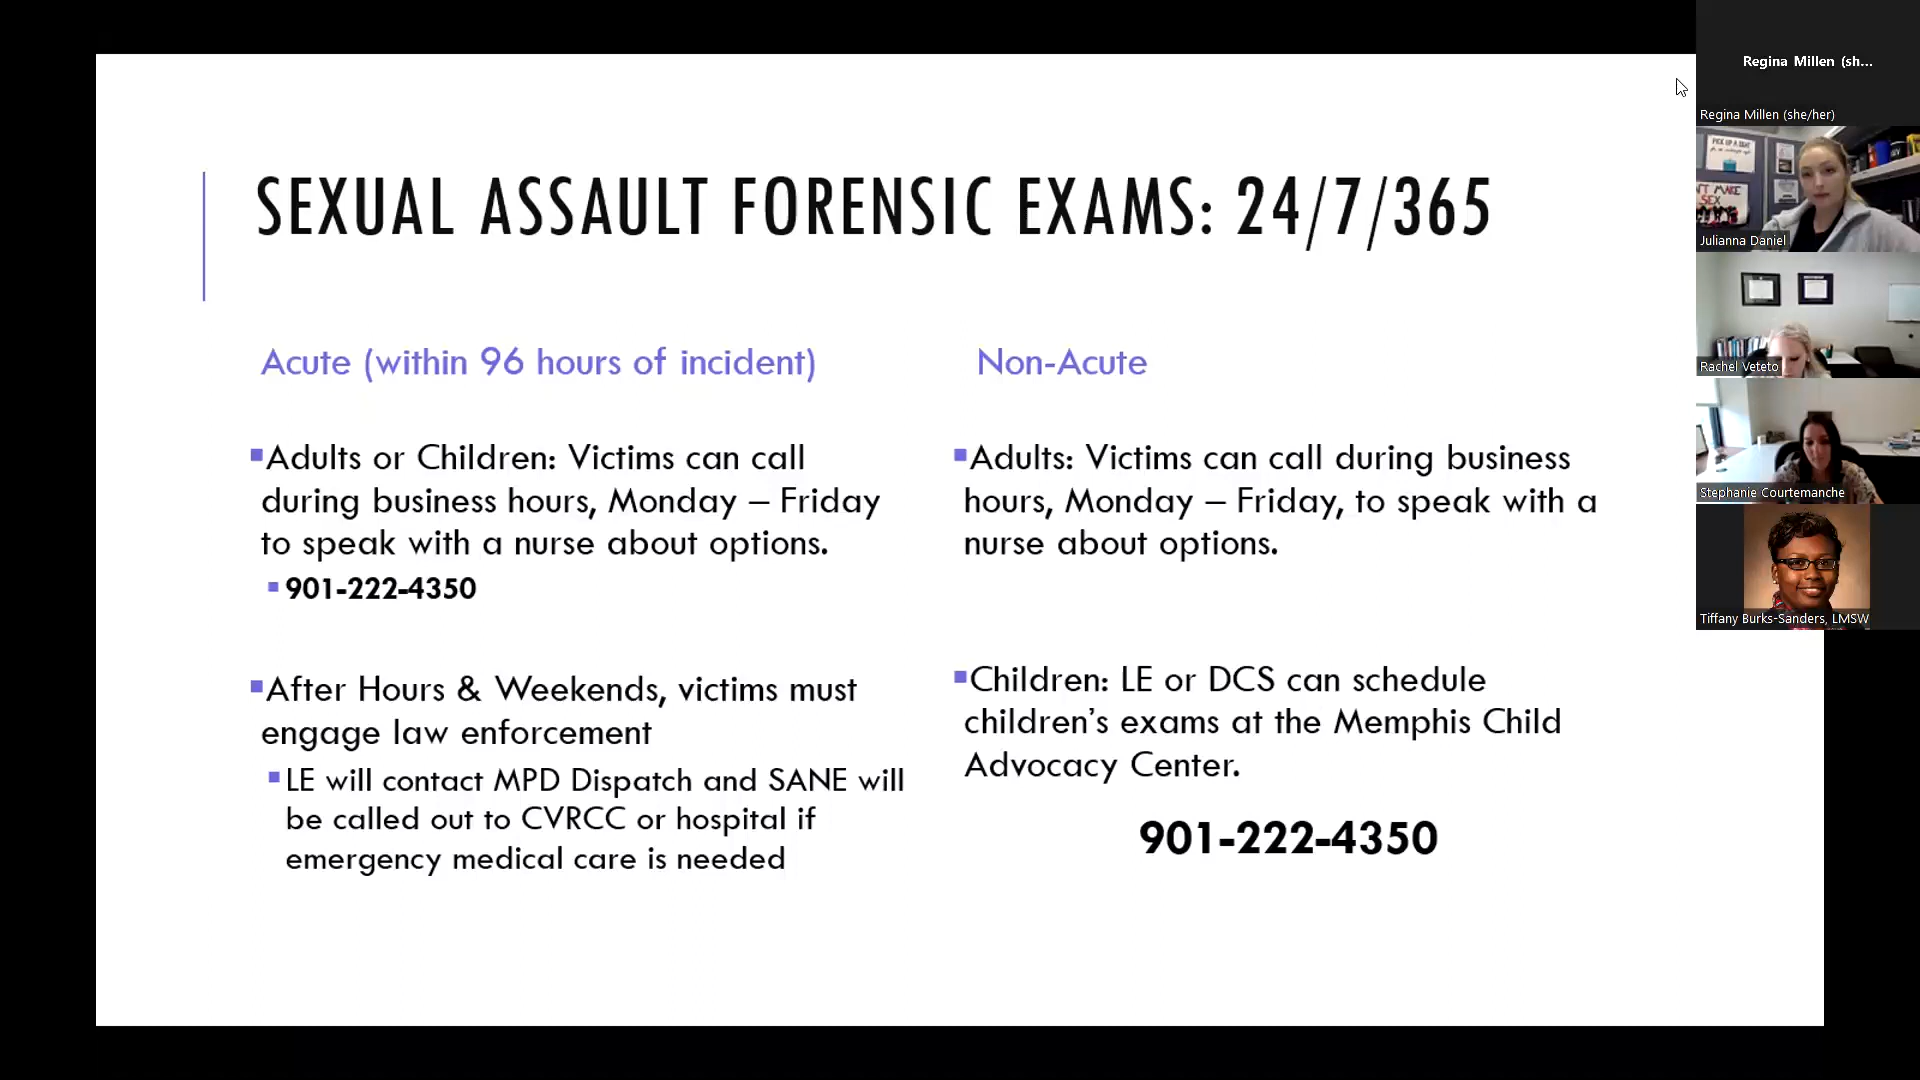 SEXUAL ASSAULT FORENSIC EXAMS: 24/7/365
Acute (within 96 hours of incident)
Adults or Children: Victims can call
during business hours, Monday – Friday
to speak with a nurse about options.
901-222-4350
After Hours & Weekends, victims must
engage law enforcement
LE will contact MPD Dispatch and SANE will
be called out to CVRCC or hospital if
emergency medical care is needed
Non-Acute
Adults: Victims can call during business
hours, Monday – Friday, to speak with a
nurse about options.
Children: LE or DCS can schedule
children's exams at the Memphis Child
Advocacy Center.
901-222-4350
Regina Millen (sh...
Regina Millen (she/her)
PICK UP A
MAKE
SEX
Julianna Daniel
Rachel Veteto
Stephanie Courtemanche
Tiffany Burks-Sanders, LMSW